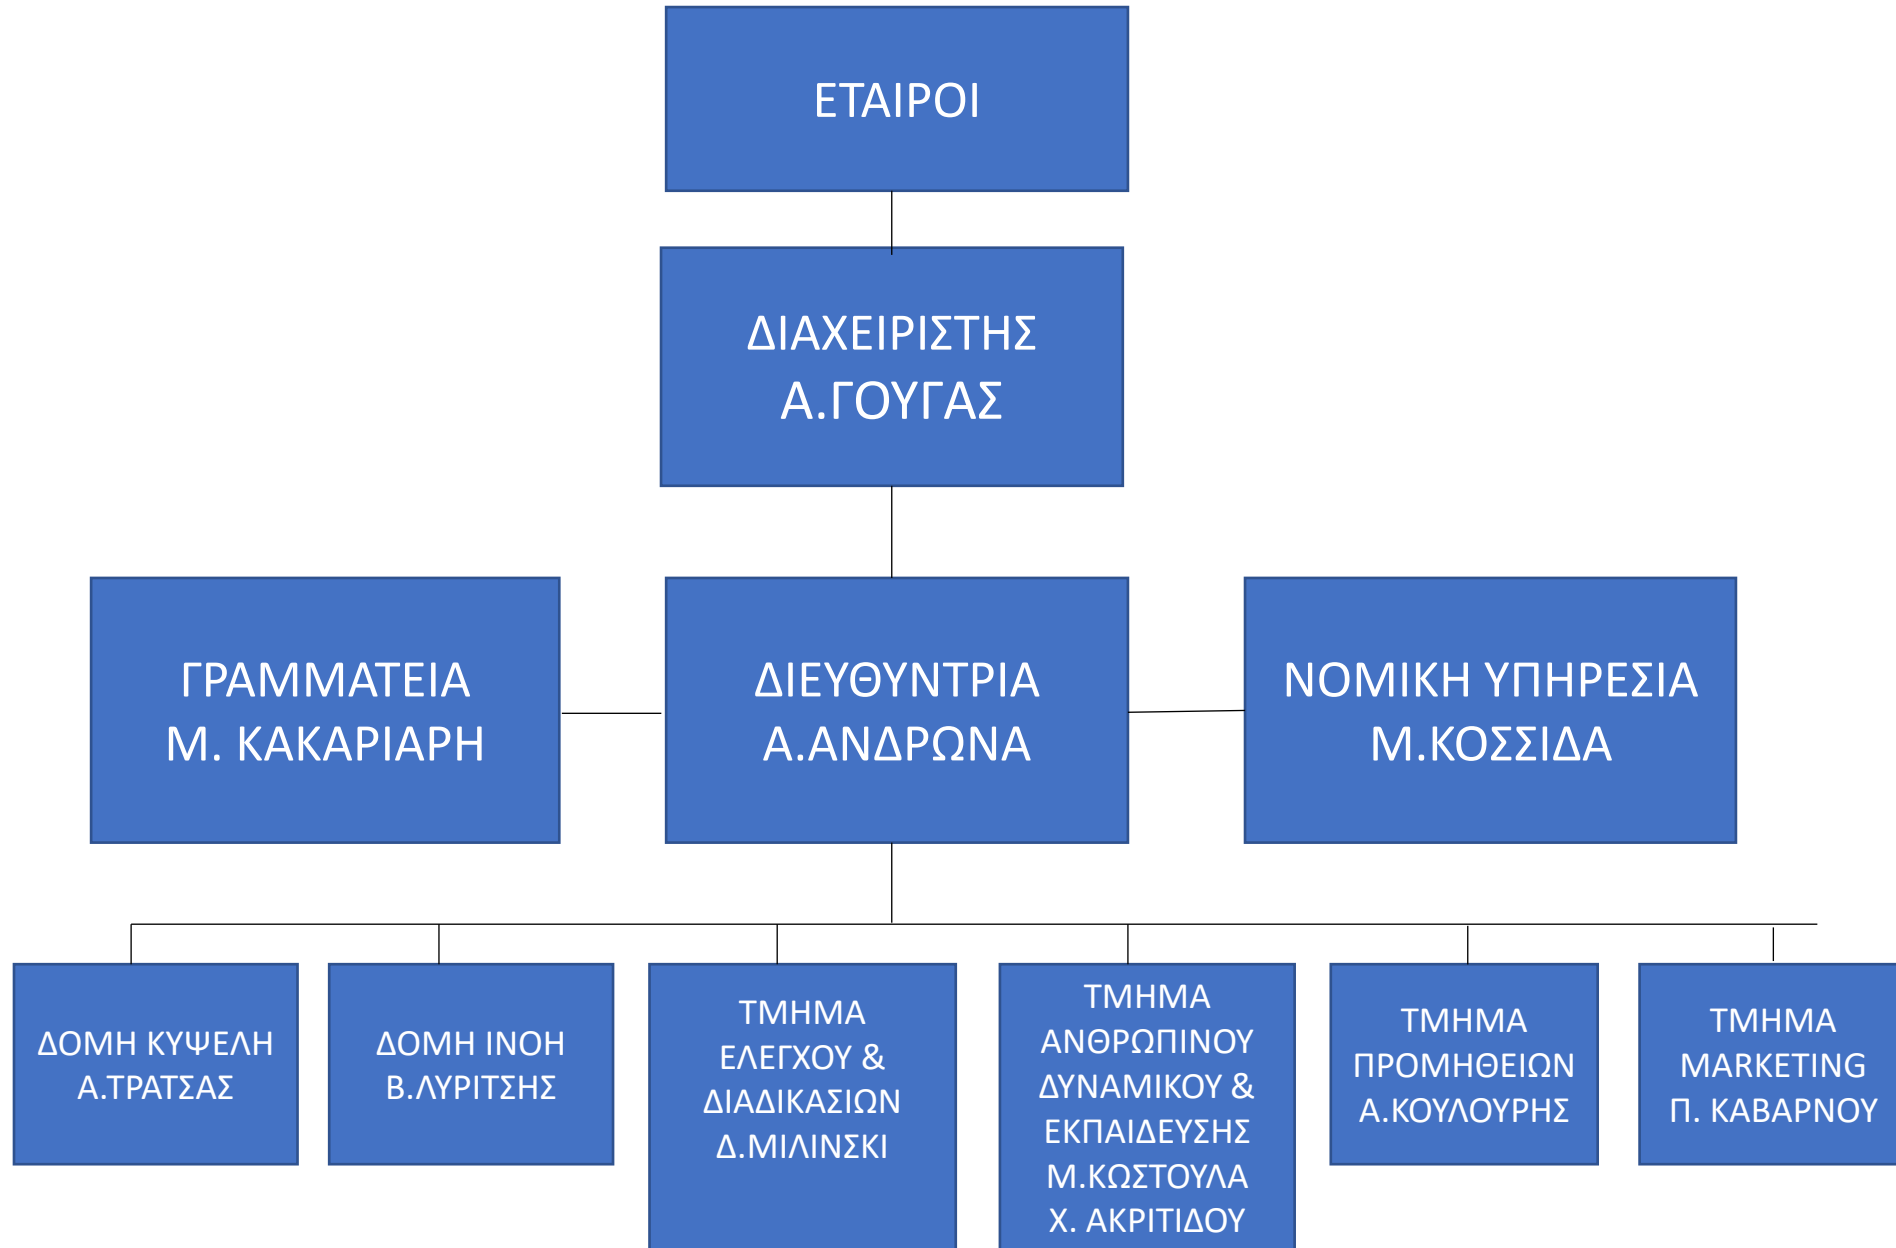 ΕΤΑΙΡΟΙ
ΔΙΑΧΕΙΡΙΣΤΗΣ
Α.ΓΟΥΓΑΣ
ΓΡΑΜΜΑΤΕΙΑ
Μ. ΚΑΚΑΡΙΑΡΗ
ΔΙΕΥΘΥΝΤΡΙΑ
Α.ΑΝΔΡΩΝΑ
ΝΟΜΙΚΗ ΥΠΗΡΕΣΙΑ
Μ.ΚΟΣΣΙΔΑ
ΔΟΜΗ ΚΥΨΕΛΗ
Α.ΤΡΑΤΣΑΣ
ΔΟΜΗ ΙΝΟΗ
Β.ΛΥΡΙΤΣΗΣ
ΤΜΗΜΑ
ΕΛΕΓΧΟΥ &
ΔΙΑΔΙΚΑΣΙΩΝ
Δ.ΜΙΛΙΝΣΚΙ
ΤΜΗΜΑ
ΑΝΘΡΩΠΙΝΟΥ
ΔΥΝΑΜΙΚΟΥ &
ΕΚΠΑΙΔΕΥΣΗΣ
Μ.ΚΩΣΤΟΥΛΑ
Χ. ΑΚΡΙΤΙΔΟΥ
ΤΜΗΜΑ
ΠΡΟΜΗΘΕΙΩΝ
Α.ΚΟΥΛΟΥΡΗΣ
ΤΜΗΜΑ
MARKETING
Π. ΚΑΒΑΡΝΟΥ